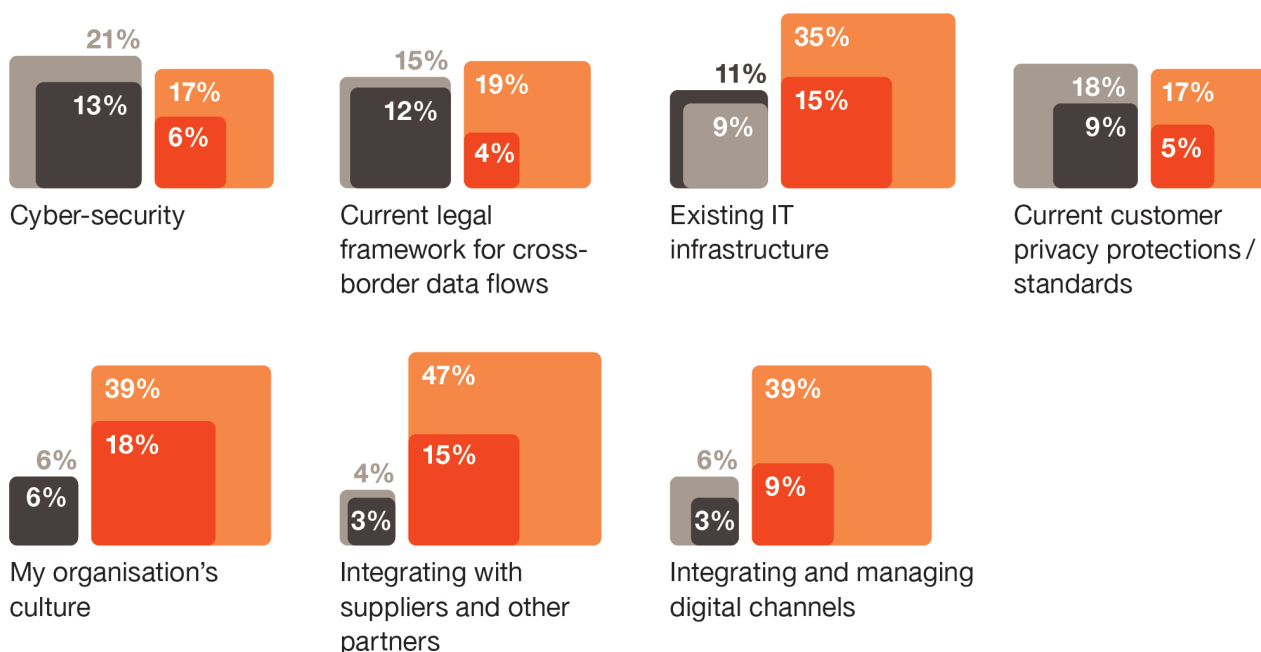 21%
13%
17%
6%
Cyber-security
15%
12%
19%
4%
Current legal
framework for cross-
border data flows
11%
9%
35%
15%
Existing IT
infrastructure
18%
9%
17%
5%
Current customer
privacy protections /
standards
6%
6%
39%
18%
My organisation's
culture
4%
3%
47%
15%
Integrating with
suppliers and other
partners
6%
3%
39%
9%
Integrating and managing
digital channels